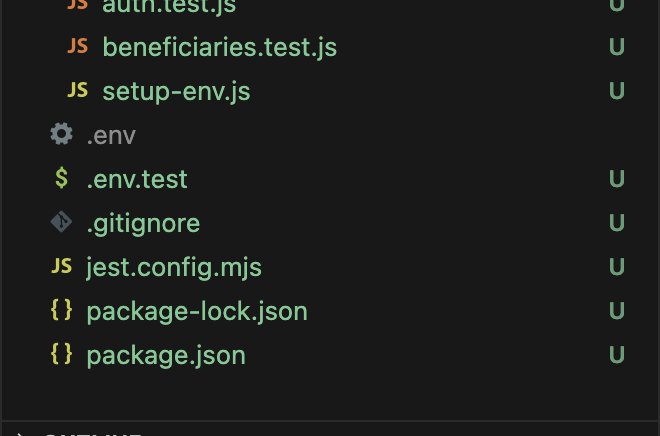 JS auth.test.js U
JS beneficiaries.test.js U
JS setup-env.js U
.env
$ .env.test U
.gitignore U
JS jest.config.mjs U
{} package-lock.json U
{} package.json U
OUTLINE